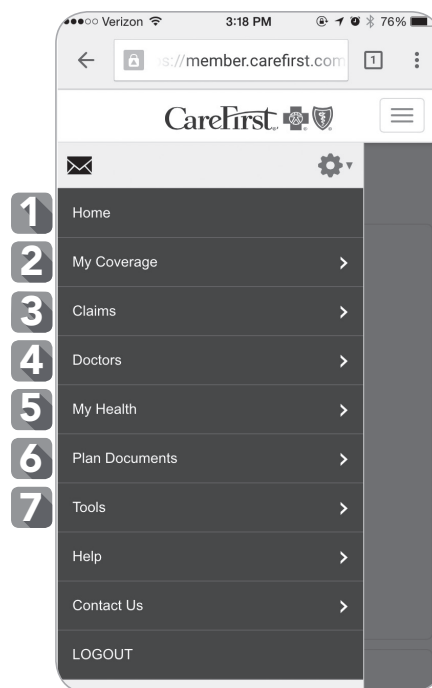 ●●●○○ Verizon 3:18 PM 76%
s://member.carefirst.com 1
CareFirst
1 Home
2 My Coverage
3 Claims
4 Doctors
5 My Health
6 Plan Documents
7 Tools
Help
Contact Us
LOGOUT